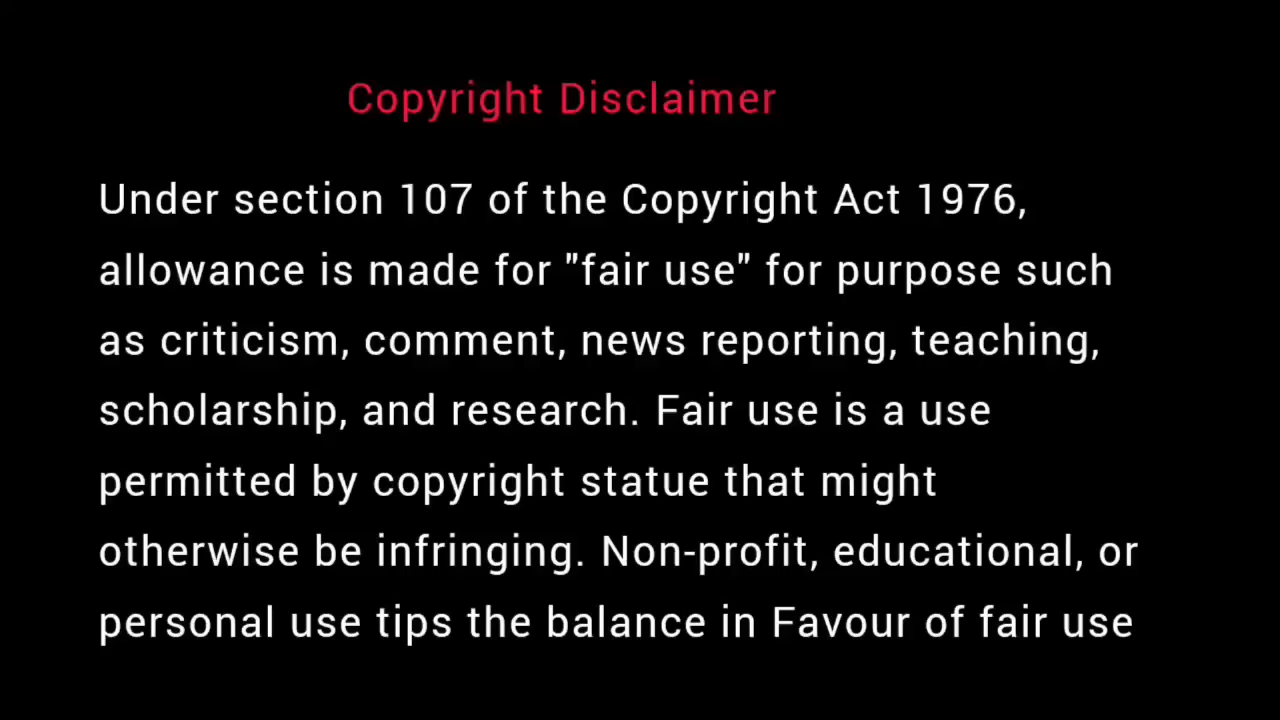 Copyright Disclaimer
Under section 107 of the Copyright Act 1976,
allowance is made for "fair use" for purpose such
as criticism, comment, news reporting, teaching,
scholarship, and research. Fair use is a use
permitted by copyright statue that might
otherwise be infringing. Non-profit, educational, or
personal use tips the balance in Favour of fair use